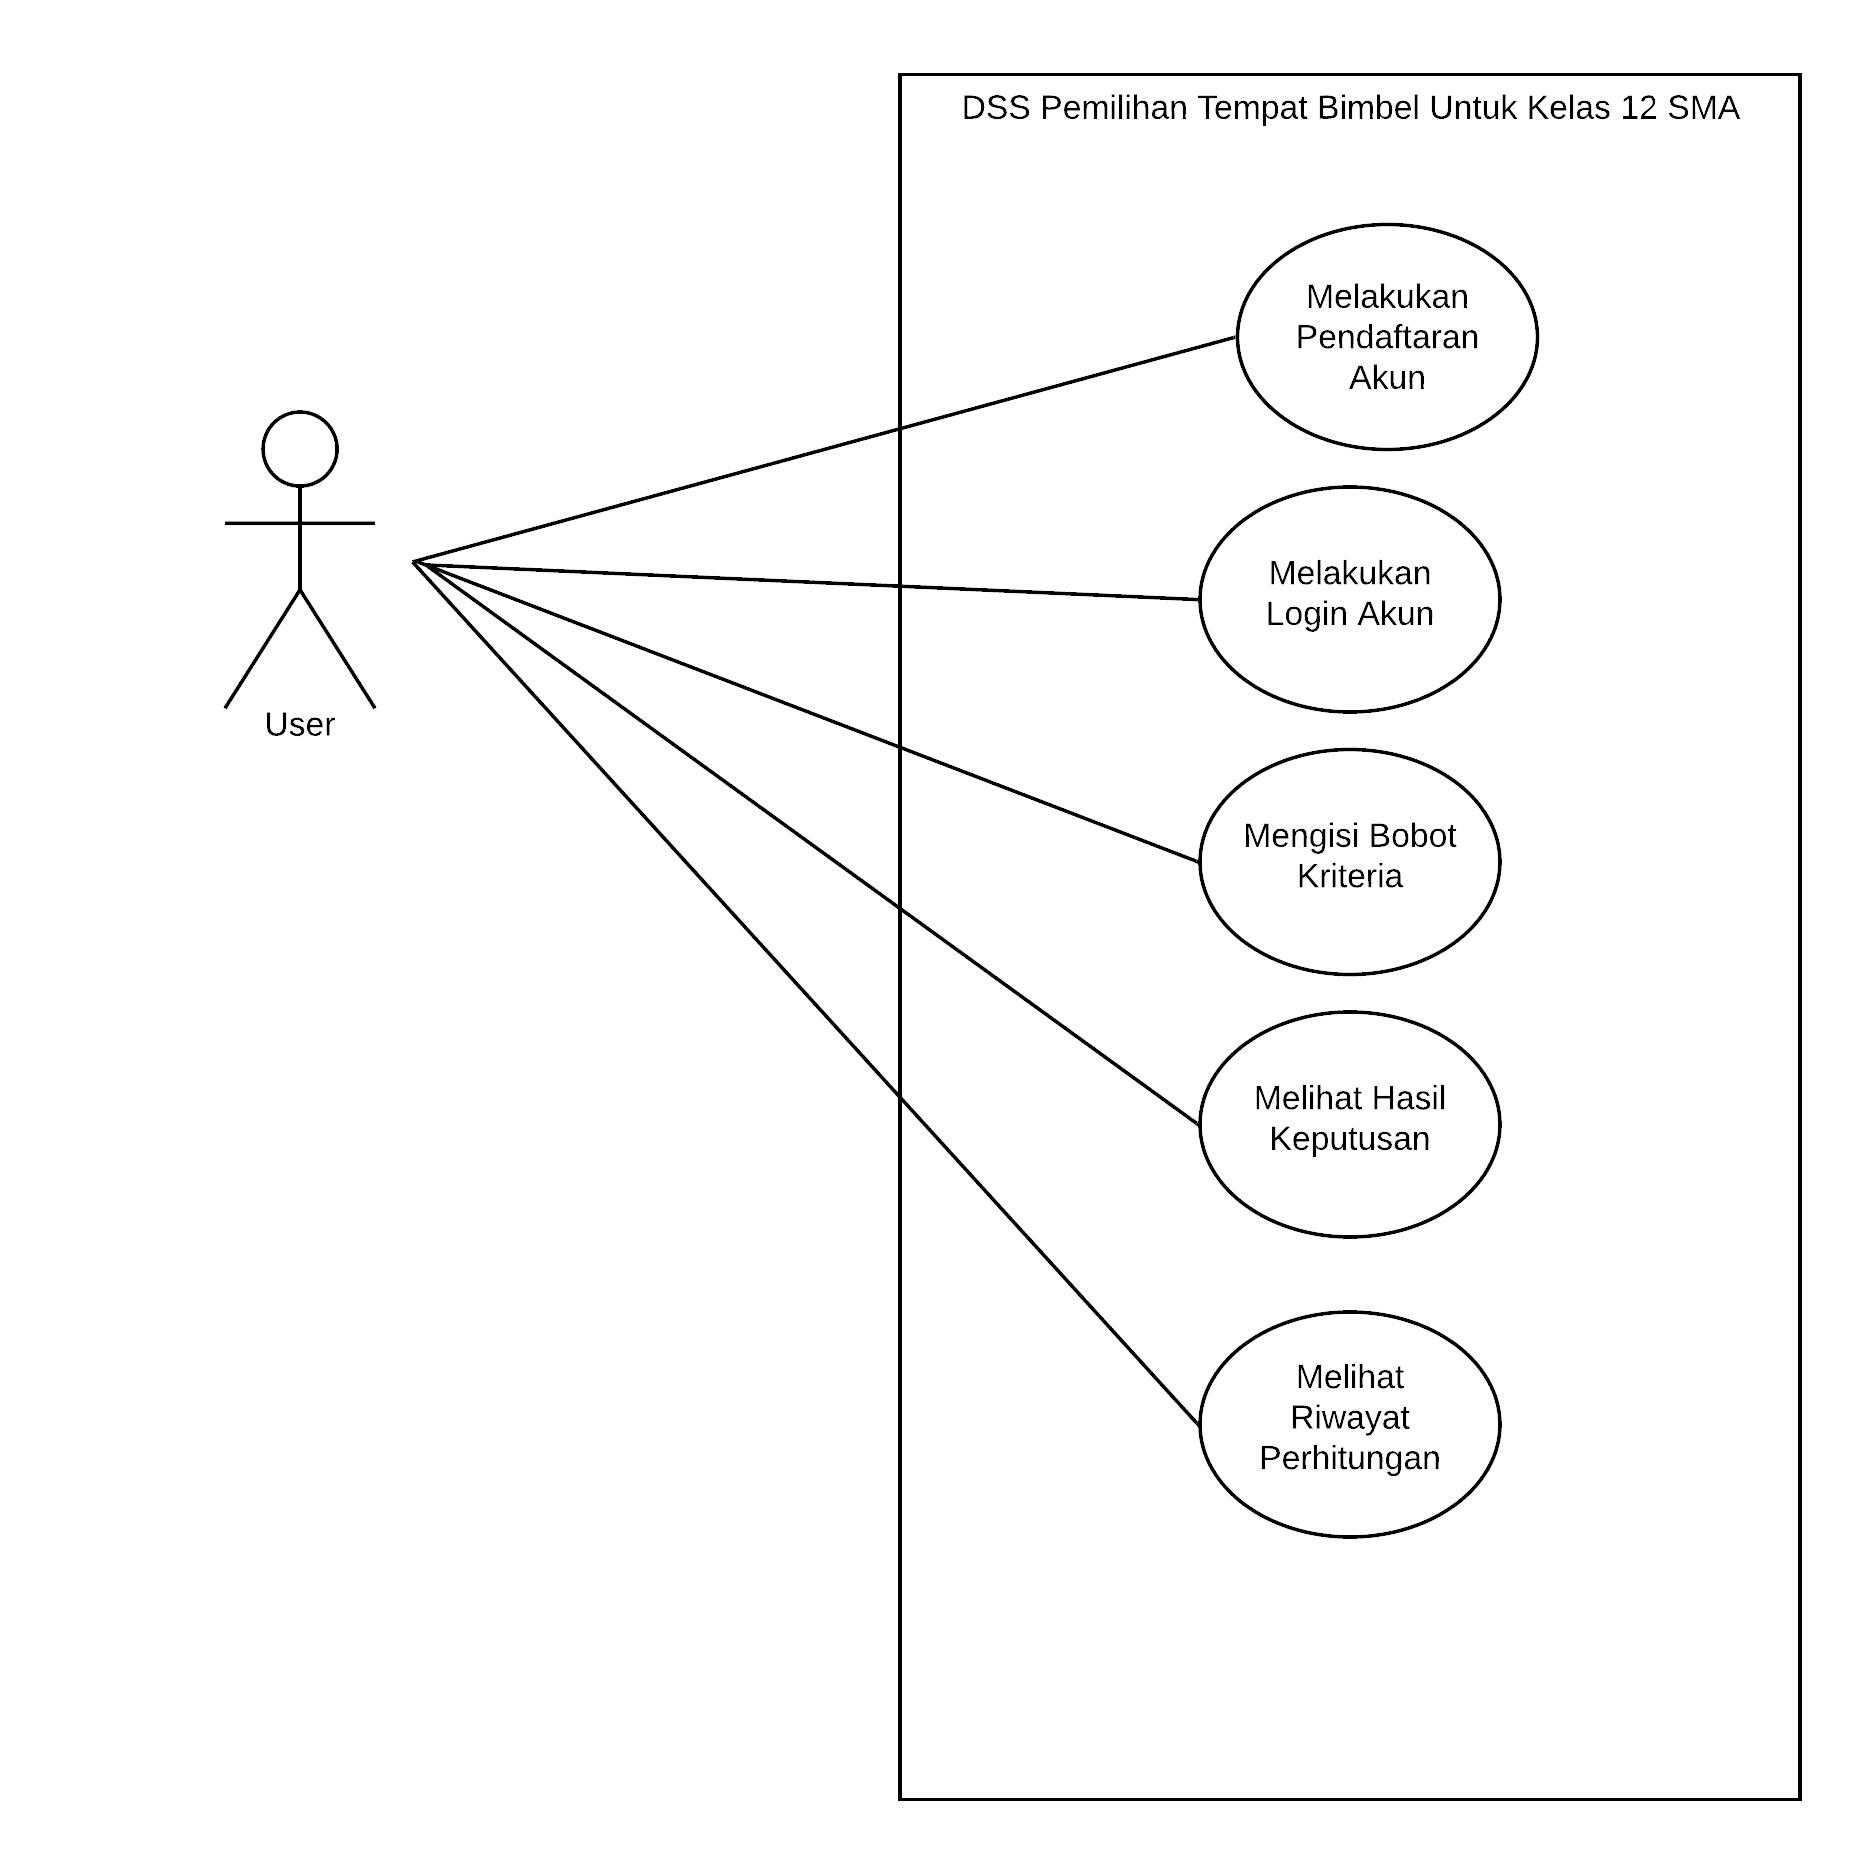 DSS Pemilihan Tempat Bimbel Untuk Kelas 12 SMA
Melakukan
Pendaftaran
Akun
Melakukan
Login Akun
User
Mengisi Bobot
Kriteria
Melihat Hasil
Keputusan
Melihat
Riwayat
Perhitungan